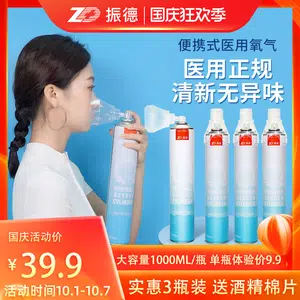 ZD 振德 国庆狂欢季
便携式医用氧气
医用正规
清新无异味
大容量1000ML/瓶 单瓶体验价9.9
国庆活动价
¥39.9
活动时间10.1-10.7
实惠3瓶装 送酒精棉片